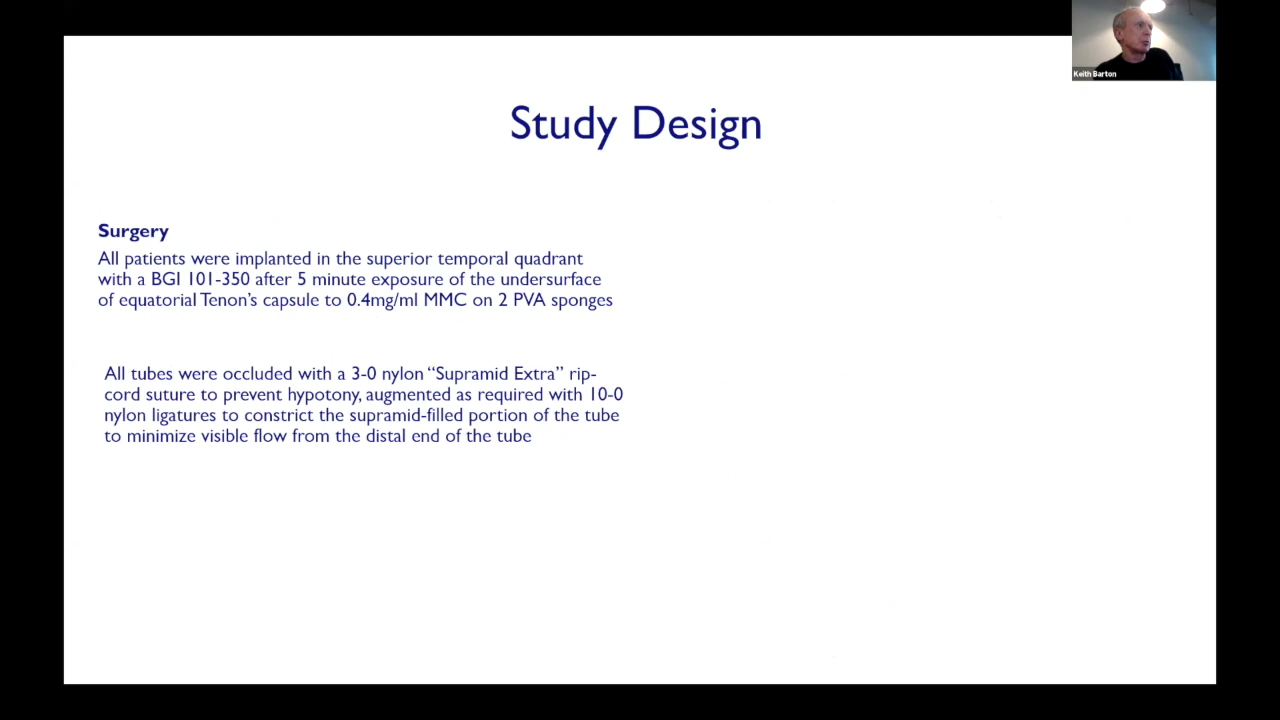 Keith Barton
Study Design
Surgery
All patients were implanted in the superior temporal quadrant
with a BGI 101-350 after 5 minute exposure of the undersurface
of equatorial Tenon’s capsule to 0.4mg/ml MMC on 2 PVA sponges
All tubes were occluded with a 3-0 nylon “Supramid Extra” rip-
cord suture to prevent hypotony, augmented as required with 10-0
nylon ligatures to constrict the supramid-filled portion of the tube
to minimize visible flow from the distal end of the tube